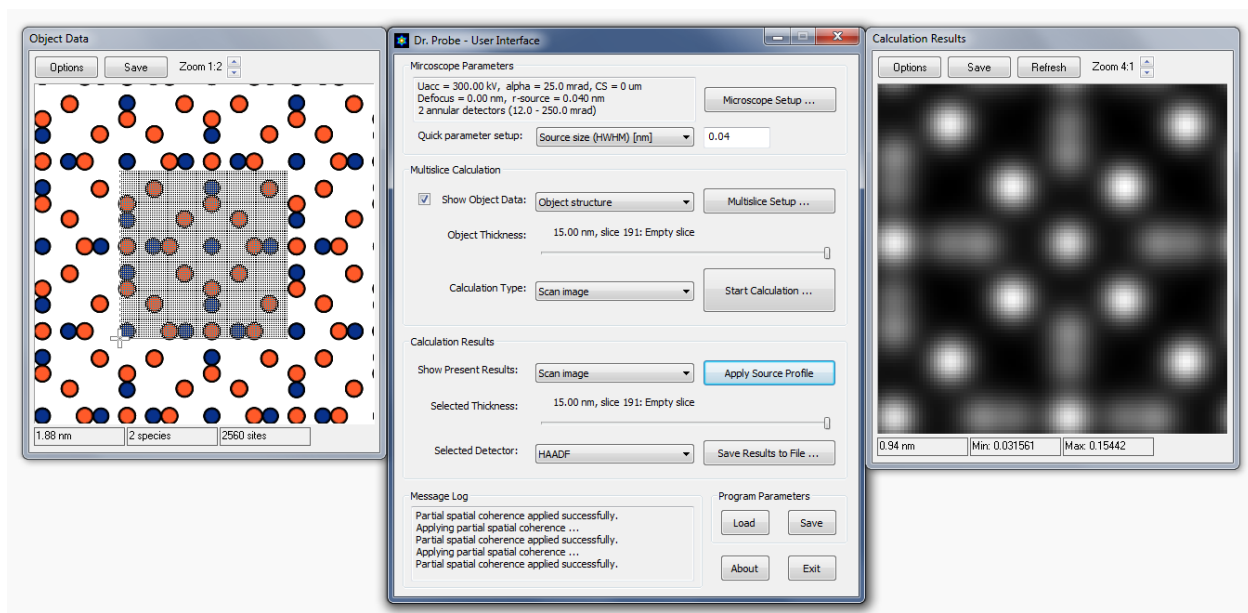 Object Data
Options Save Zoom 1:2
1.88 nm 2 species 2560 sites
Dr. Probe - User Interface
Mircoscope Parameters
Uacc = 300.00 kV, alpha = 25.0 mrad, CS = 0 um
Defocus = 0.00 nm, r-source = 0.040 nm
2 annular detectors (12.0 - 250.0 mrad)
Microscope Setup ...
Quick parameter setup: Source size (HWHM) [nm] 0.04
Multislice Calculation
Show Object Data: Object structure Multislice Setup ...
Object Thickness: 15.00 nm, slice 191: Empty slice
Calculation Type: Scan image Start Calculation ...
Calculation Results
Show Present Results: Scan image Apply Source Profile
Selected Thickness: 15.00 nm, slice 191: Empty slice
Selected Detector: HAADF Save Results to File ...
Message Log
Partial spatial coherence applied successfully.
Applying partial spatial coherence ...
Partial spatial coherence applied successfully.
Applying partial spatial coherence ...
Partial spatial coherence applied successfully.
Program Parameters
Load Save
About Exit
Calculation Results
Options Save Refresh Zoom 4:1
0.94 nm Min: 0.031561 Max: 0.15442